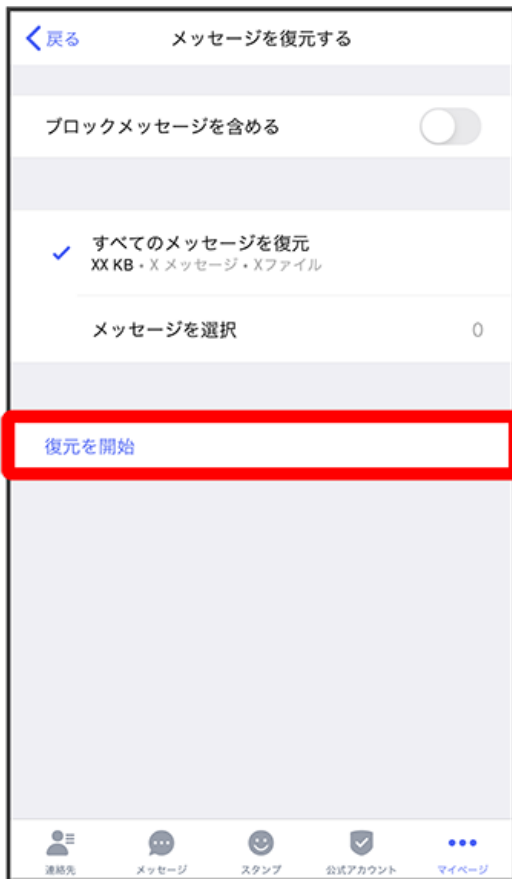 戻る メッセージを復元する
ブロックメッセージを含める
すべてのメッセージを復元
XX KB・X メッセージ・Xファイル
メッセージを選択 0
復元を開始
連絡先 メッセージ スタンプ 公式アカウント マイページ